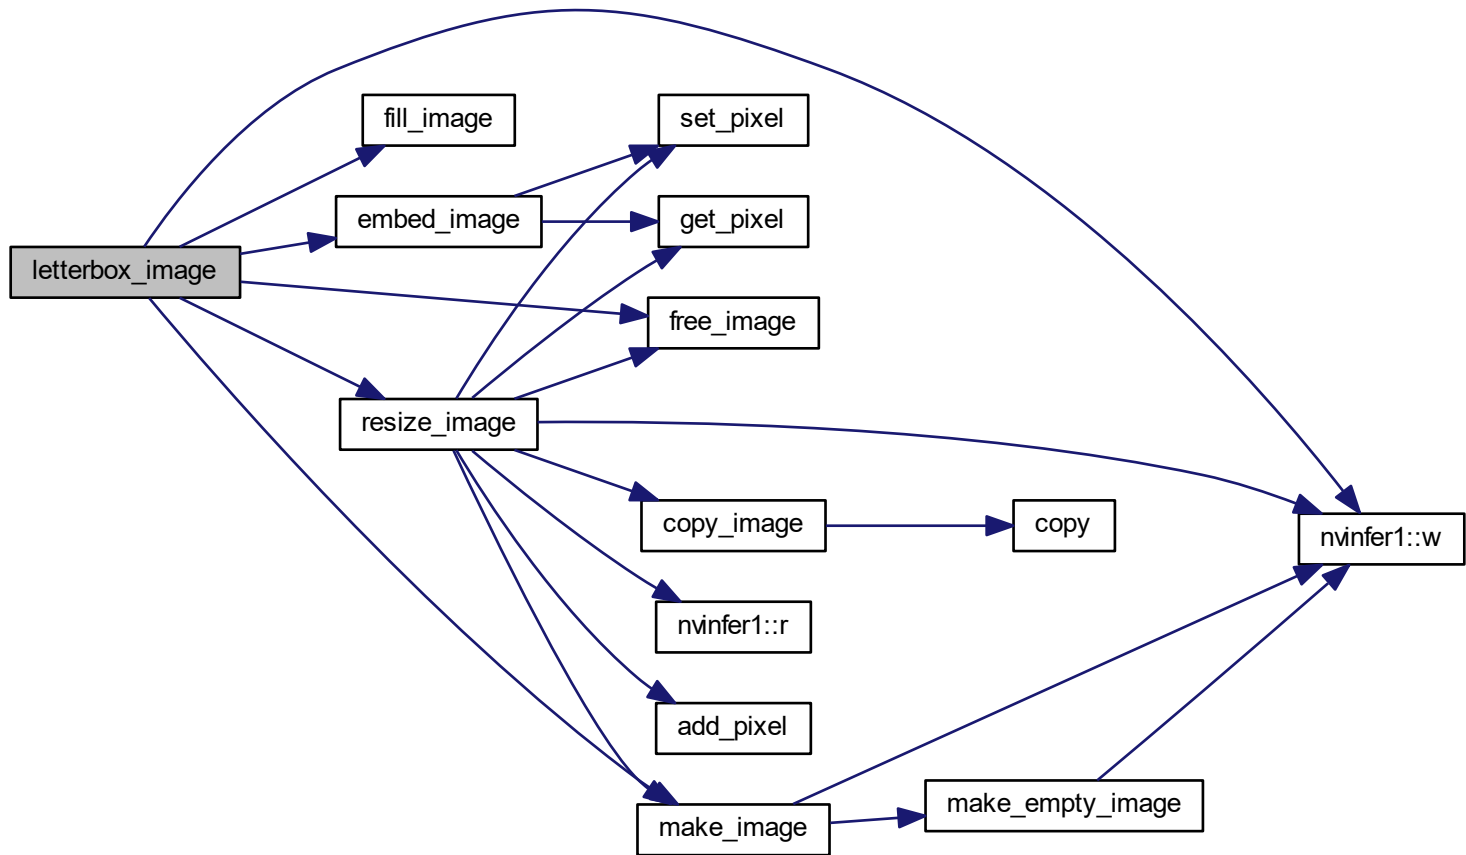 fill_image
set_pixel
embed_image
get_pixel
letterbox_image
free_image
resize_image
copy_image
copy
nvinfer1::w
nvinfer1::r
add_pixel
make_empty_image
make_image